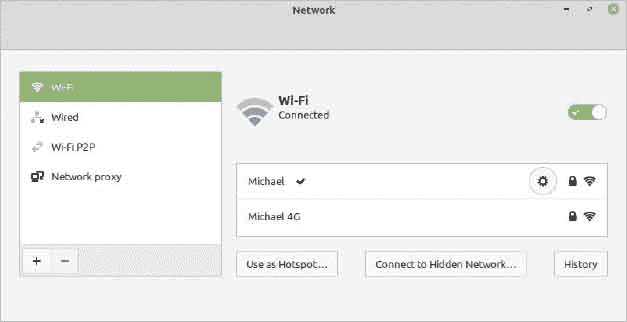 Network
Wi-Fi
Wired
Wi-Fi P2P
Network proxy
Wi-Fi
Connected
Michael
Michael 4G
Use as Hotspot...
Connect to Hidden Network...
History